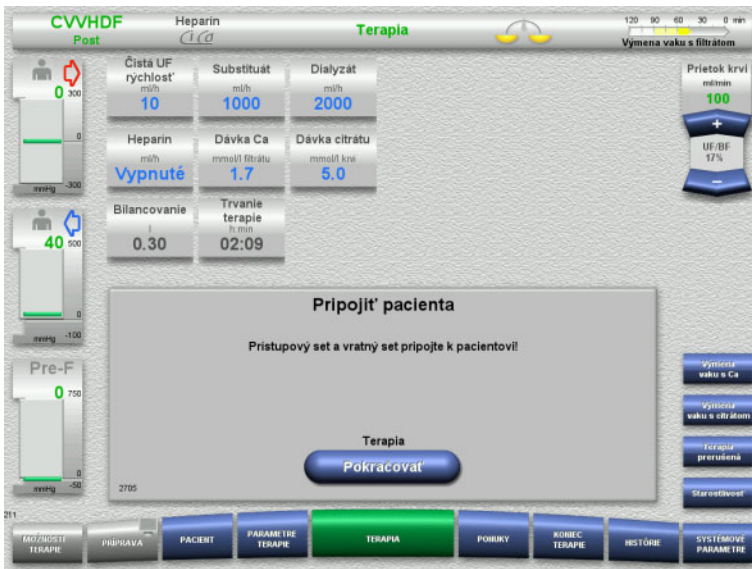 CVVHDF
Post
Heparin
Ci Ca
Terapia
120 90 60 30 0 min
Výmena vaku s filtrátom
0 300
0
-300
mmHg
40 500
0
-100
mmHg
Pre-F
0 750
0
-50
mmHg
Čistá UF
rýchlosť
ml/h
10
Substituát
ml/h
1000
Dialyzát
ml/h
2000
Heparín
ml/h
Vypnuté
Dávka Ca
mmol/l filtrátu
1.7
Dávka citrátu
mmol/l krvi
5.0
Bilancovanie
l
0.30
Trvanie
terapie
h:min
02:09
Prietok krvi
ml/min
100
+
UF/BF
17%
–
Pripojiť pacienta
Prístupový set a vratný set pripojte k pacientovi!
Terapia
Pokračovať
2705
Výmena
vaku s Ca
Výmena
vaku s citrátom
Terapia
prerušená
Starostlivosť
211
MOŽNOSTI
TERAPIE
PRÍPRAVA
PACIENT
PARAMETRE
TERAPIE
TERAPIA
PONUKY
KONIEC
TERAPIE
HISTÓRIE
SYSTÉMOVÉ
PARAMETRE